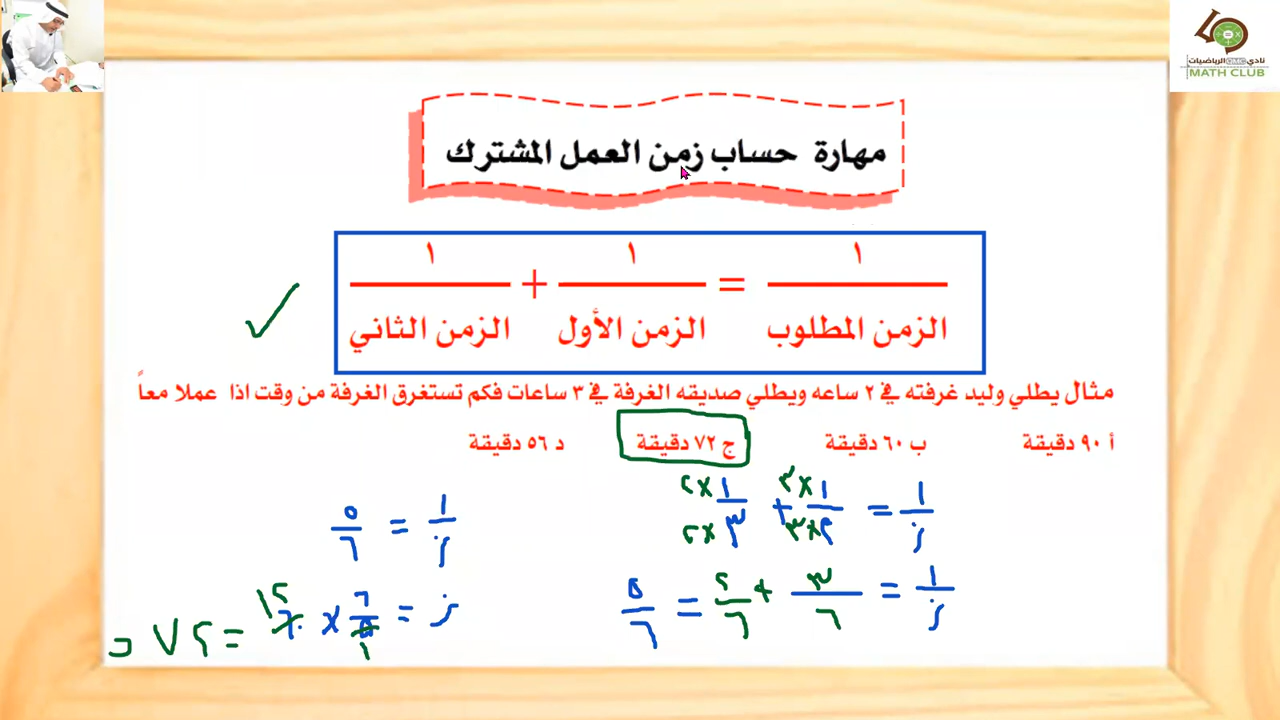 نادي OMC الرياضيات
MATH CLUB
مهارة حساب زمن العمل المشترك
١ / الزمن المطلوب = ١ / الزمن الأول + ١ / الزمن الثاني
مثال يطلي وليد غرفته في ٢ ساعه ويطلي صديقه الغرفة في ٣ ساعات فكم تستغرق الغرفة من وقت اذا عملا معاً
أ ٩٠ دقيقة ب ٦٠ دقيقة ج ٧٢ دقيقة د ٥٦ دقيقة
١/ز = ١×٣/٢×٣ + ١×٢/٣×٢
١/ز = ٣/٦ + ٢/٦ = ٥/٦
١/ز = ٥/٦
ز = ٦/٥ × ٦٠ = ٧٢ د